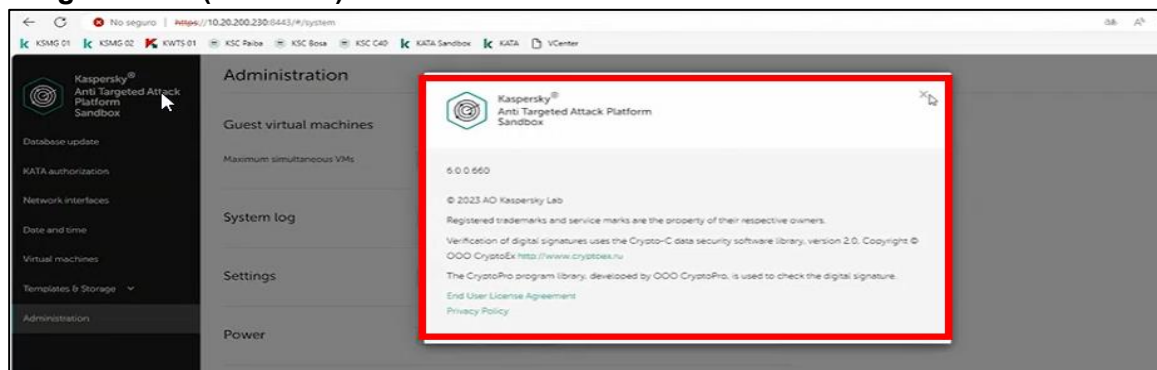 No seguro | https://10.20.200.230:8443/#/system
KSMG 01 KSMG 02 KWTS 01 KSC Paiba KSC Bosa KSC C40 KATA Sandbox KATA VCenter
Kaspersky®
Anti Targeted Attack
Platform
Sandbox
Database update
KATA authorization
Network interfaces
Date and time
Virtual machines
Templates & Storage
Administration
Administration
Guest virtual machines
Maximum simultaneous VMs
System log
Settings
Power
Kaspersky®
Anti Targeted Attack Platform
Sandbox
6.0.0.660
© 2023 AO Kaspersky Lab
Registered trademarks and service marks are the property of their respective owners.
Verification of digital signatures uses the Crypto-C data security software library, version 2.0, Copyright ©
OOO CryptoEx http://www.cryptoex.ru
The CryptoPro program library, developed by OOO CryptoPro, is used to check the digital signature.
End User License Agreement
Privacy Policy